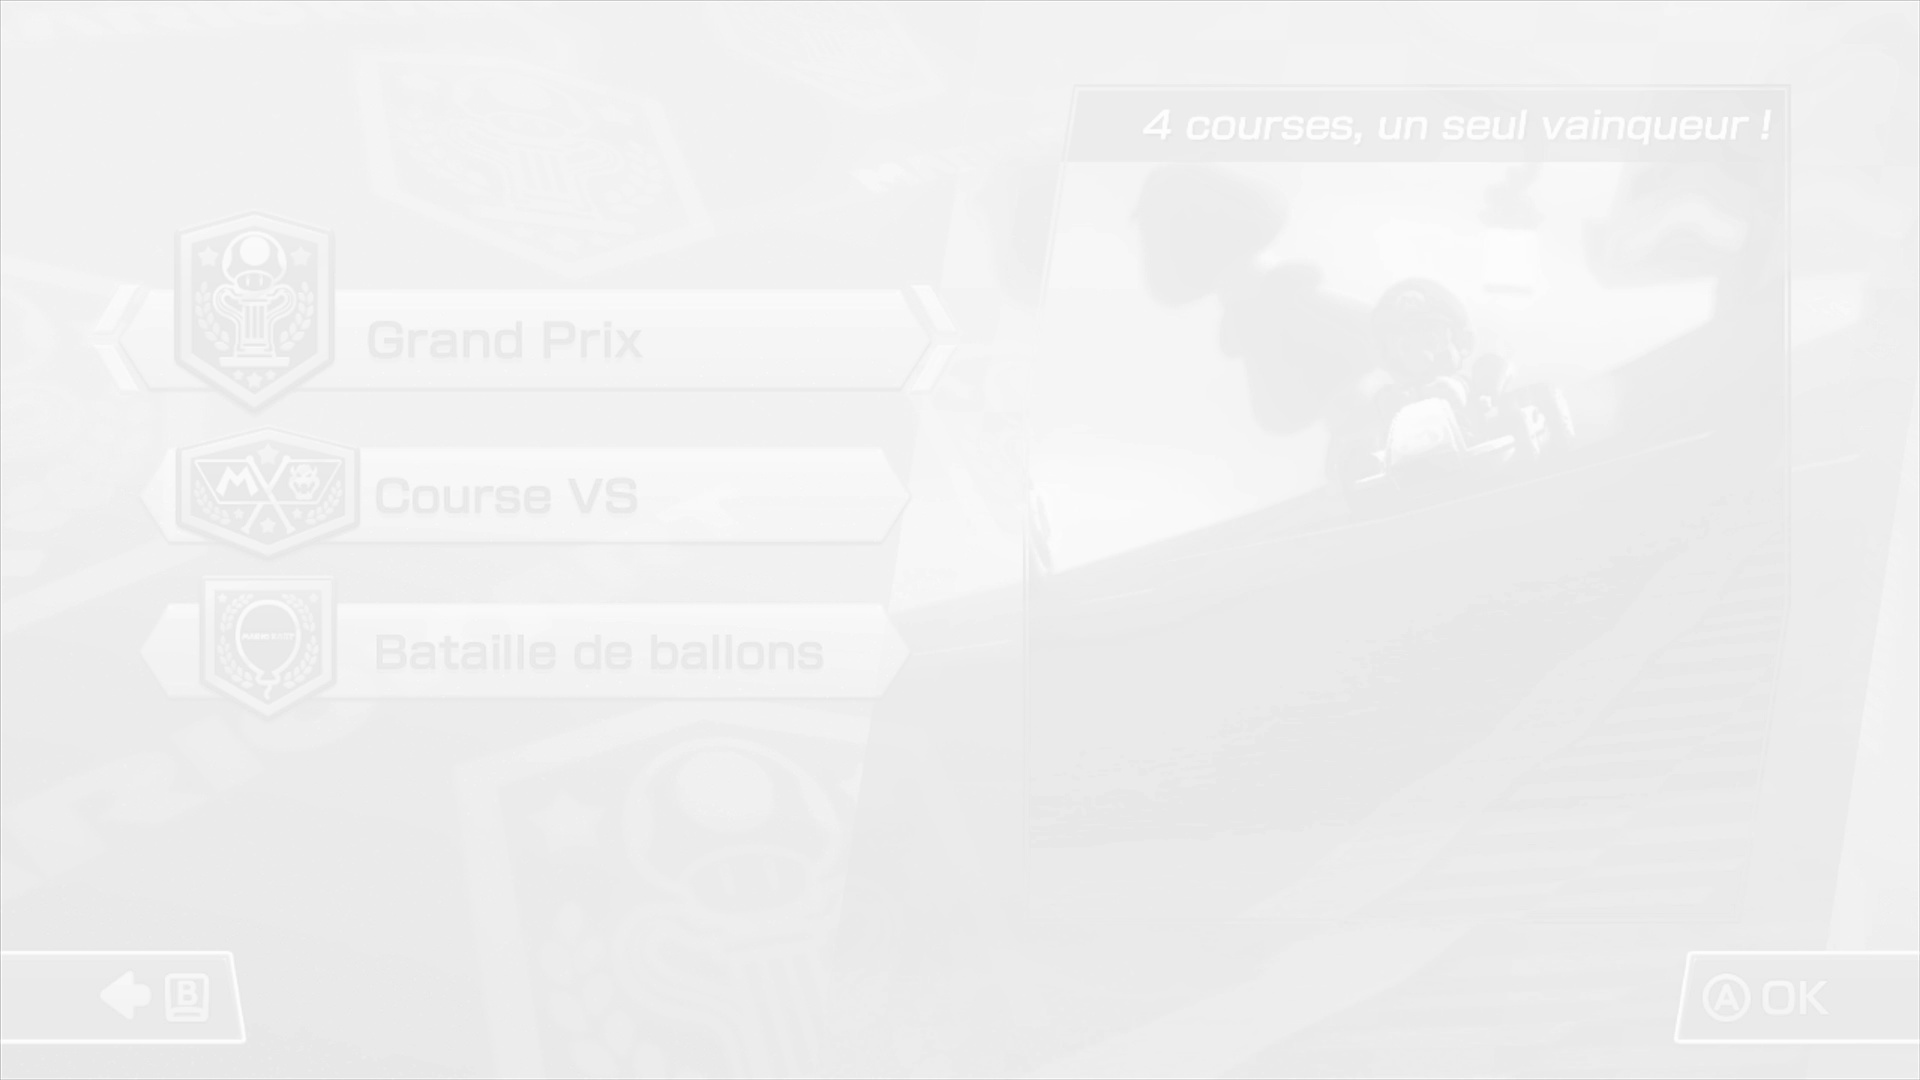 4 courses, un seul vainqueur !
Grand Prix
Course VS
Bataille de ballons
B
A OK